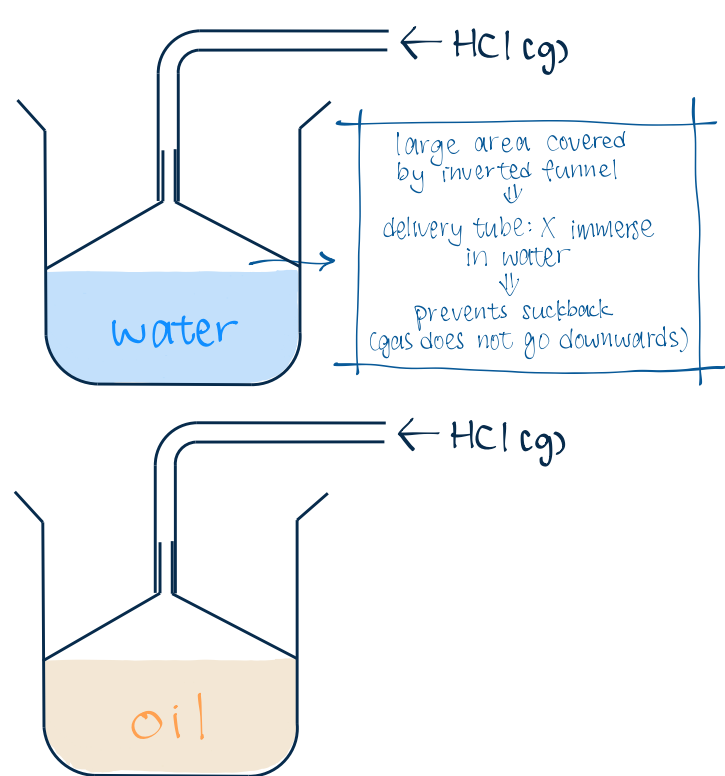 ← HCl (g)
large area covered
by inverted funnel
⇓
delivery tube: X immerse
in water
⇓
prevents suckback
(gas does not go downwards)
water
← HCl (g)
oil